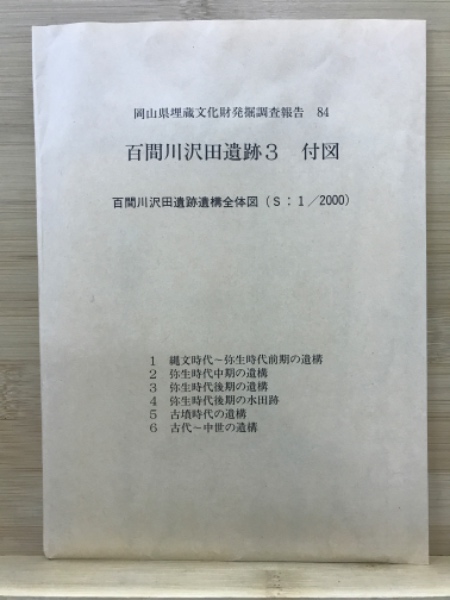 岡山県埋蔵文化財発掘調査報告 84
百間川沢田遺跡3 付図
百間川沢田遺跡遺構全体図(S:1/2000)
1 縄文時代~弥生時代前期の遺構
2 弥生時代中期の遺構
3 弥生時代後期の遺構
4 弥生時代後期の水田跡
5 古墳時代の遺構
6 古代~中世の遺構